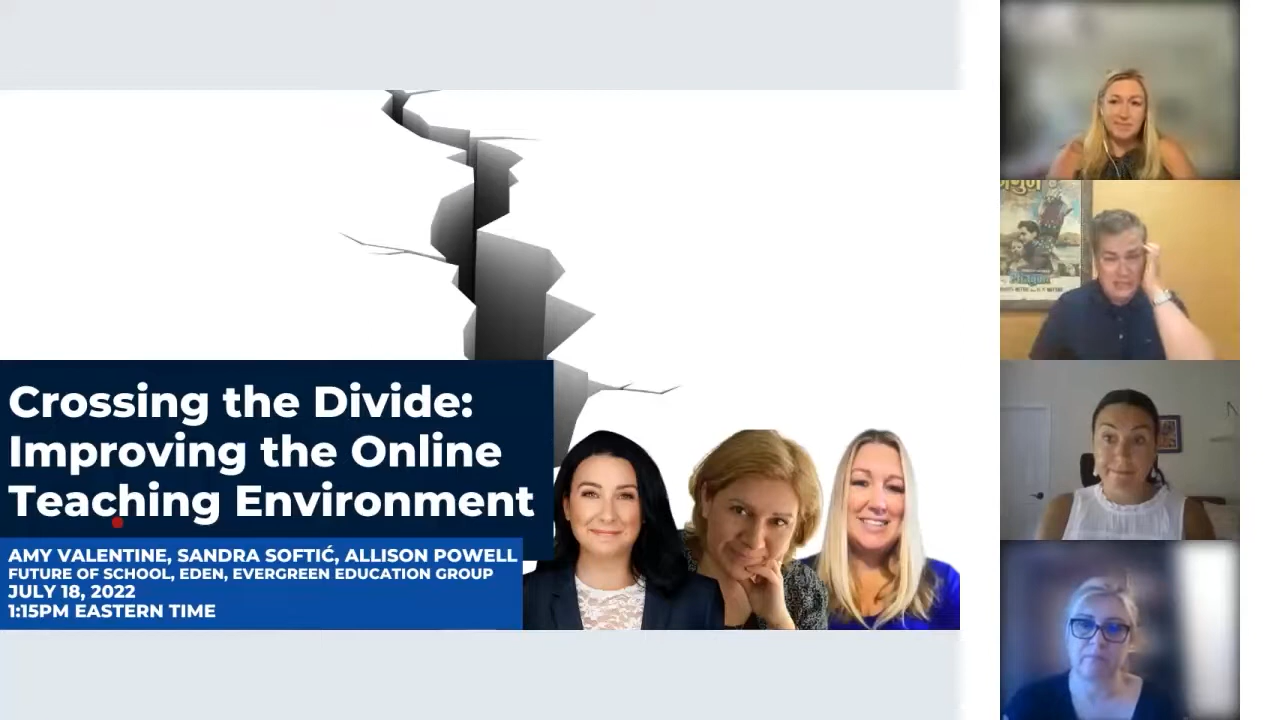 Crossing the Divide:
Improving the Online
Teaching Environment
AMY VALENTINE, SANDRA SOFTIĆ, ALLISON POWELL
FUTURE OF SCHOOL, EDEN, EVERGREEN EDUCATION GROUP
JULY 18, 2022
1:15PM EASTERN TIME